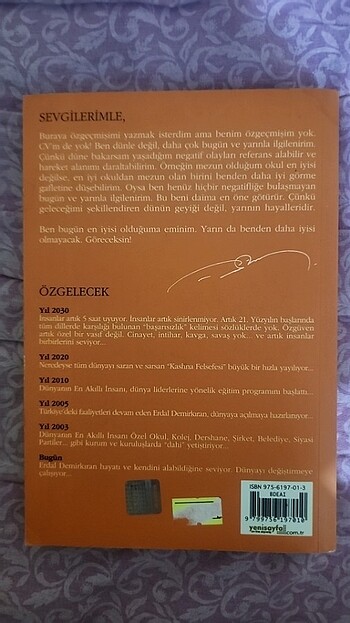 SEVGİLERİMLE,
Buraya özgeçmişimi yazmak isterdim ama benim özgeçmişim yok.
CV'm de yok! Ben dünle değil, daha çok bugün ve yarınla ilgilenirim.
Çünkü düne bakarsam yaşadığım negatif olayları referans alabilir ve
hareket alanımı daraltabilirim. Örneğin mezun olduğum okul en iyisi
değilse, en iyi okuldan mezun olan birini benden daha iyi görme
gafletine düşebilirim. Oysa ben henüz hiçbir negatifliğe bulaşmayan
bugün ve yarınla ilgilenirim. Bu beni daima en öne götürür. Çünkü
geleceğimi şekillendiren dünün geyiği değil, yarının hayalleridir.
Ben bugün en iyisi olduğuma eminim. Yarın da benden daha iyisi
olmayacak. Göreceksin!
ÖZGELECEK
Yıl 2030
İnsanlar artık 5 saat uyuyor. İnsanlar artık sinirlenmiyor. Artık 21. Yüzyılın başlarında
tüm dillerde karşılığı bulunan "başarısızlık" kelimesi sözlüklerde yok. Özgüven
artık özel bir vasıf değil. Cinayet, intihar, kavga, savaş yok... ve artık insanlar
birbirlerini seviyor...
Yıl 2020
Neredeyse tüm dünyayı saran ve sarsan "Kashna Felsefesi" büyük bir hızla yayılıyor...
Yıl 2010
Dünyanın En Akıllı İnsanı, dünya liderlerine yönelik eğitim programını başlattı...
Yıl 2005
Türkiye'deki faaliyetleri devam eden Erdal Demirkıran, dünyaya açılmaya hazırlanıyor...
Yıl 2003
Dünyanın En Akıllı İnsanı Özel Okul, Kolej, Dershane, Şirket, Belediye, Siyasi
Partiler... gibi kurum ve kuruluşlarda "dahi" yetiştiriyor...
Bugün
Erdal Demirkıran hayatı ve kendini alabildiğine seviyor. Dünyayı değiştirmeye
çalışıyor...
ISBN 975-6197-01-3
BDEAI
9 799756 197010
yenisayfa
.com.tr